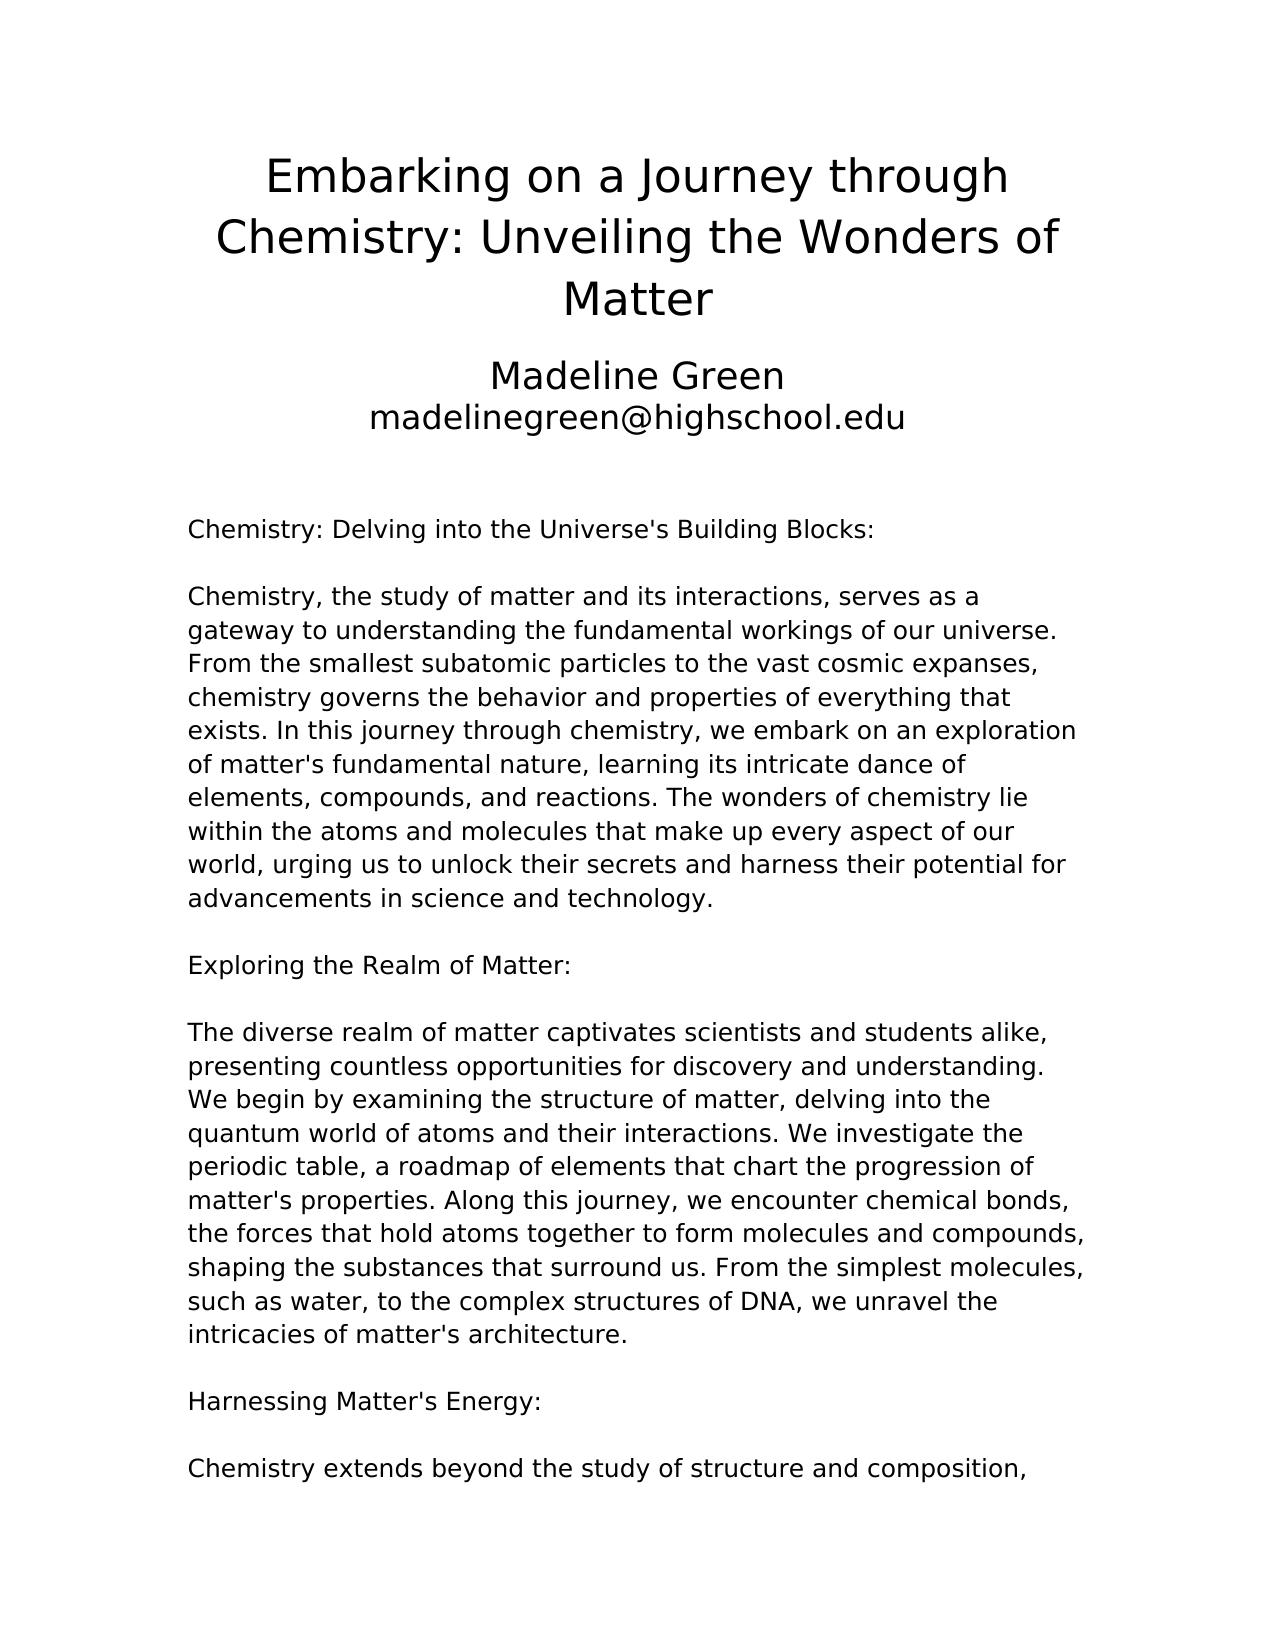 Embarking on a Journey through
Chemistry: Unveiling the Wonders of
Matter
Madeline Green
madelinegreen@highschool.edu
Chemistry: Delving into the Universe's Building Blocks:
Chemistry, the study of matter and its interactions, serves as a
gateway to understanding the fundamental workings of our universe.
From the smallest subatomic particles to the vast cosmic expanses,
chemistry governs the behavior and properties of everything that
exists. In this journey through chemistry, we embark on an exploration
of matter's fundamental nature, learning its intricate dance of
elements, compounds, and reactions. The wonders of chemistry lie
within the atoms and molecules that make up every aspect of our
world, urging us to unlock their secrets and harness their potential for
advancements in science and technology.
Exploring the Realm of Matter:
The diverse realm of matter captivates scientists and students alike,
presenting countless opportunities for discovery and understanding.
We begin by examining the structure of matter, delving into the
quantum world of atoms and their interactions. We investigate the
periodic table, a roadmap of elements that chart the progression of
matter's properties. Along this journey, we encounter chemical bonds,
the forces that hold atoms together to form molecules and compounds,
shaping the substances that surround us. From the simplest molecules,
such as water, to the complex structures of DNA, we unravel the
intricacies of matter's architecture.
Harnessing Matter's Energy:
Chemistry extends beyond the study of structure and composition,